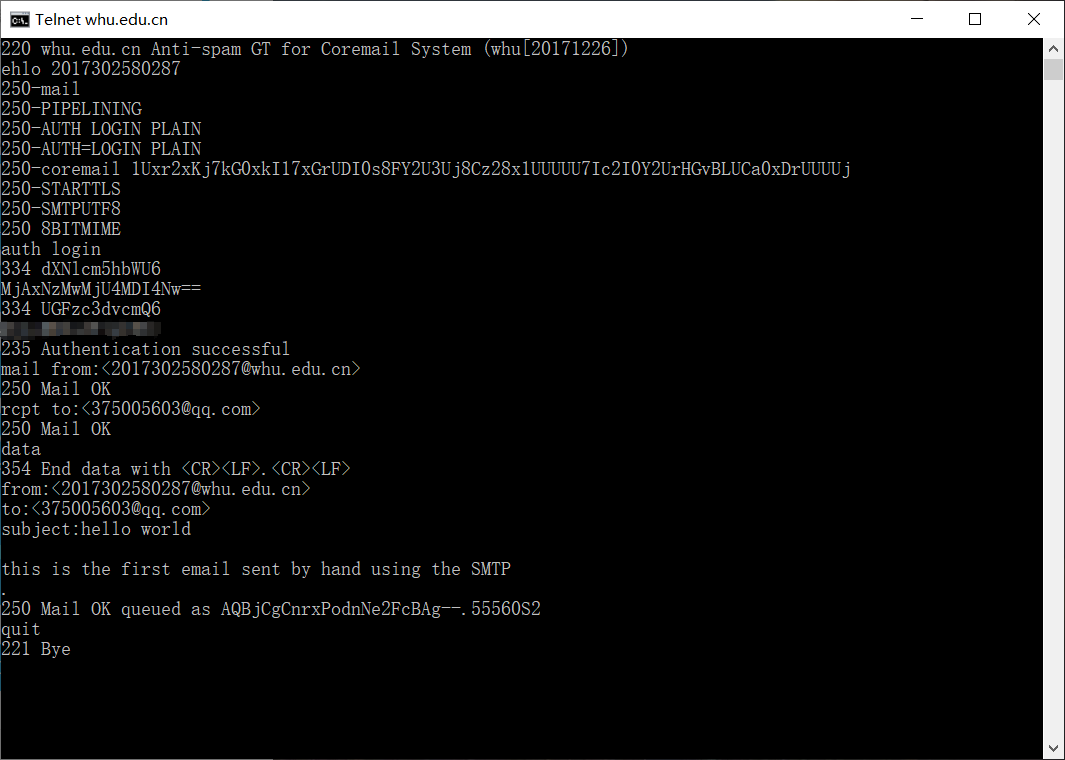 Telnet whu.edu.cn
220 whu.edu.cn Anti-spam GT for Coremail System (whu[20171226])
ehlo 2017302580287
250-mail
250-PIPELINING
250-AUTH LOGIN PLAIN
250-AUTH=LOGIN PLAIN
250-coremail 1Uxr2xKj7kG0xkI17xGrUDI0s8FY2U3Uj8Cz28x1UUUUU7Ic2I0Y2UrHGvBLUCa0xDrUUUUj
250-STARTTLS
250-SMTPUTF8
250 8BITMIME
auth login
334 dXNlcm5hbWU6
MjAxNzMwMjU4MDI4Nw==
334 UGFzc3dvcmQ6
235 Authentication successful
mail from:<2017302580287@whu.edu.cn>
250 Mail OK
rcpt to:<375005603@qq.com>
250 Mail OK
data
354 End data with <CR><LF>.<CR><LF>
from:<2017302580287@whu.edu.cn>
to:<375005603@qq.com>
subject:hello world
this is the first email sent by hand using the SMTP
.
250 Mail OK queued as AQBjCgCnrxPodnNe2FcBAg--.55560S2
quit
221 Bye